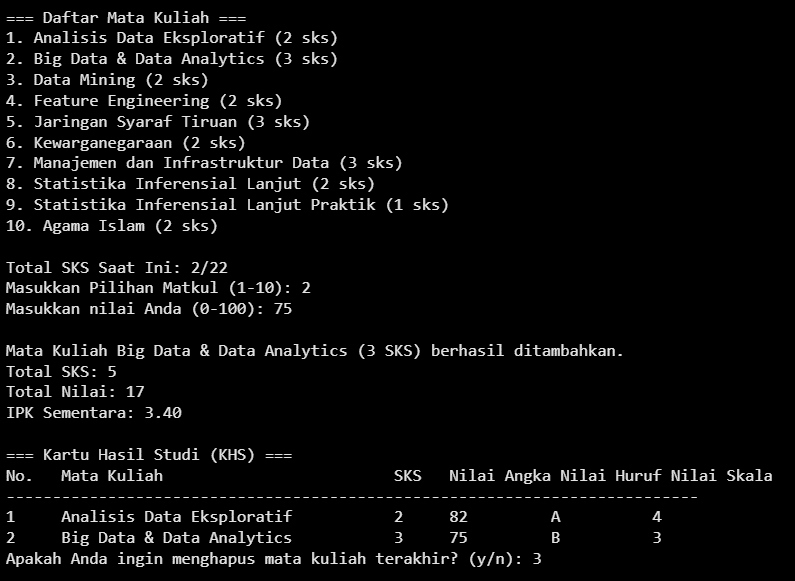 === Daftar Mata Kuliah ===
1. Analisis Data Eksploratif (2 sks)
2. Big Data & Data Analytics (3 sks)
3. Data Mining (2 sks)
4. Feature Engineering (2 sks)
5. Jaringan Syaraf Tiruan (3 sks)
6. Kewarganegaraan (2 sks)
7. Manajemen dan Infrastruktur Data (3 sks)
8. Statistika Inferensial Lanjut (2 sks)
9. Statistika Inferensial Lanjut Praktik (1 sks)
10. Agama Islam (2 sks)
Total SKS Saat Ini: 2/22
Masukkan Pilihan Matkul (1-10): 2
Masukkan nilai Anda (0-100): 75
Mata Kuliah Big Data & Data Analytics (3 SKS) berhasil ditambahkan.
Total SKS: 5
Total Nilai: 17
IPK Sementara: 3.40
=== Kartu Hasil Studi (KHS) ===
No. Mata Kuliah SKS Nilai Angka Nilai Huruf Nilai Skala
---------------------------------------------------------------------------
1 Analisis Data Eksploratif 2 82 A 4
2 Big Data & Data Analytics 3 75 B 3
Apakah Anda ingin menghapus mata kuliah terakhir? (y/n): 3